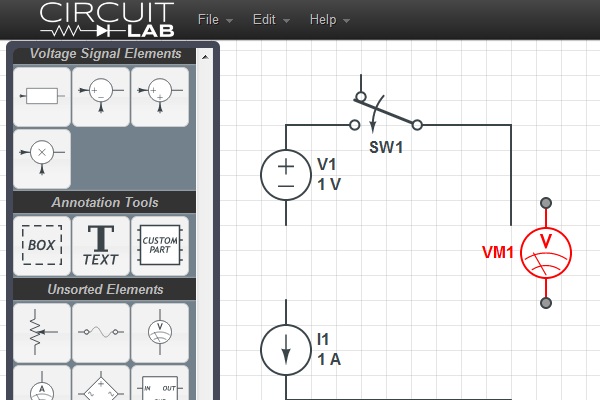 CIRCUIT
LAB
File Edit Help
Voltage Signal Elements
Annotation Tools
BOX
T
TEXT
CUSTOM
PART
Unsorted Elements
V
A
IN OUT
SW1
V1
1 V
VM1
V
I1
1 A